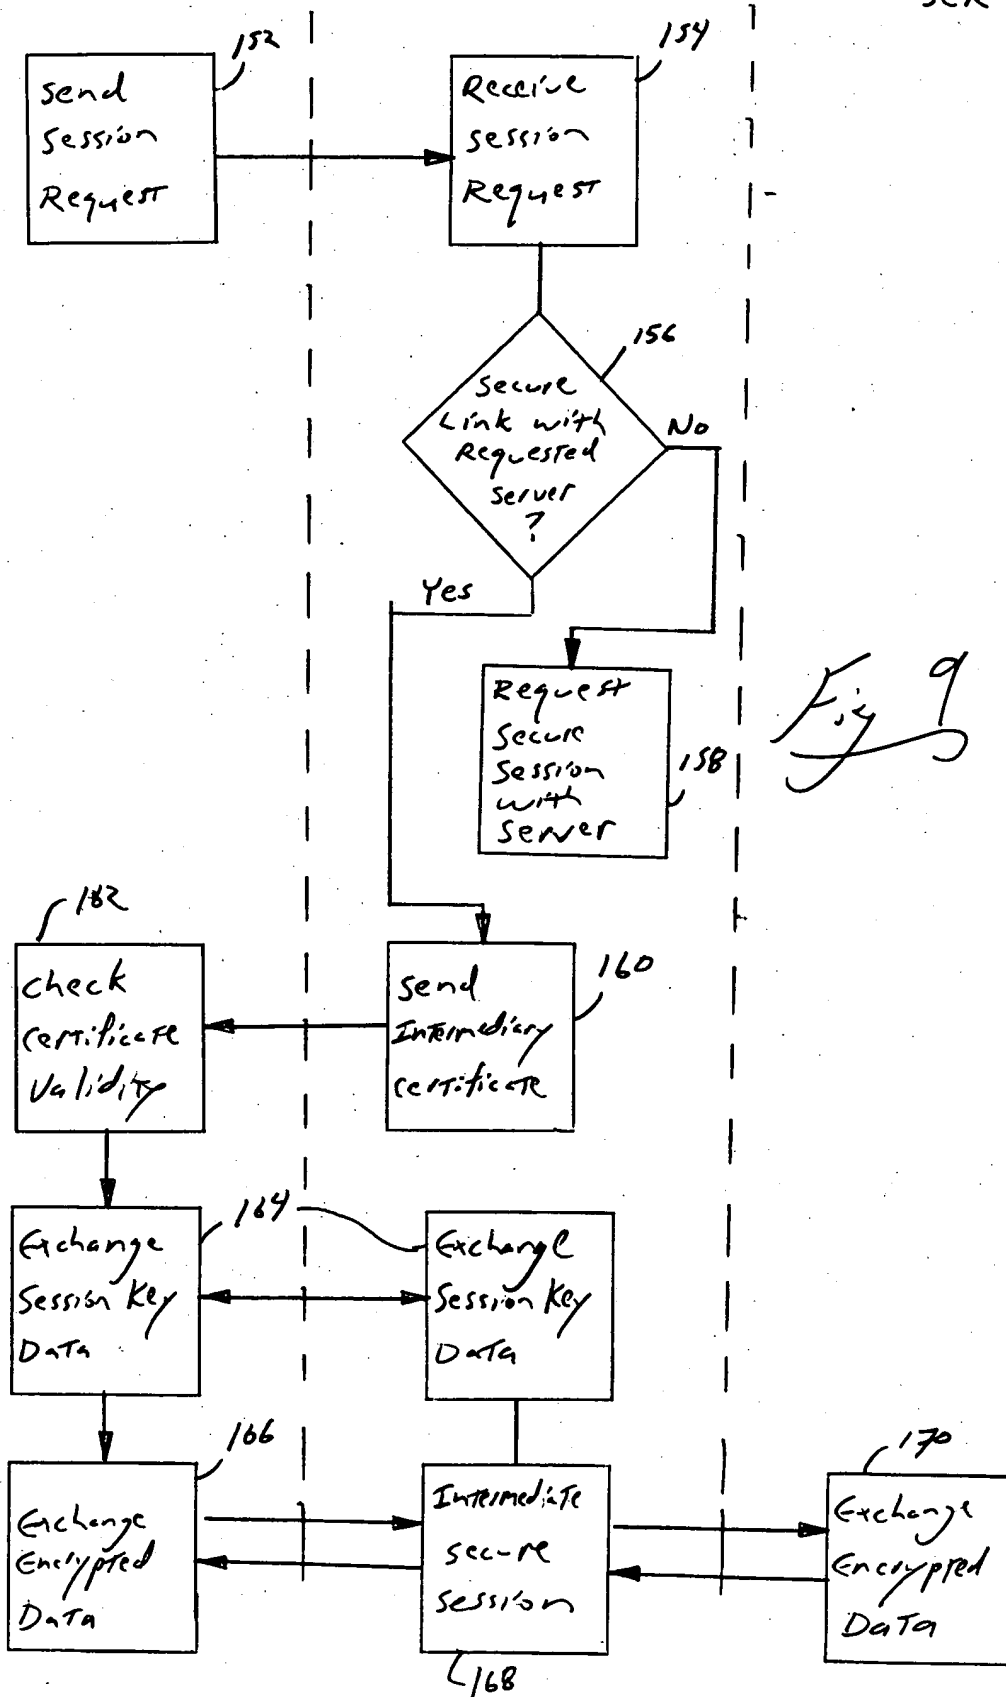 152
Send
Session
Request
154
Receive
Session
Request
156
Secure
Link with
Requested
Server
?
No
Yes
Request
Secure
Session
with
Server
158
Fig 9
162
Check
Certificate
Validity
160
Send
Intermediary
Certificate
164
Exchange
Session Key
Data
Exchange
Session Key
Data
166
Exchange
Encrypted
Data
Intermediate
Secure
Session
168
170
Exchange
Encrypted
Data